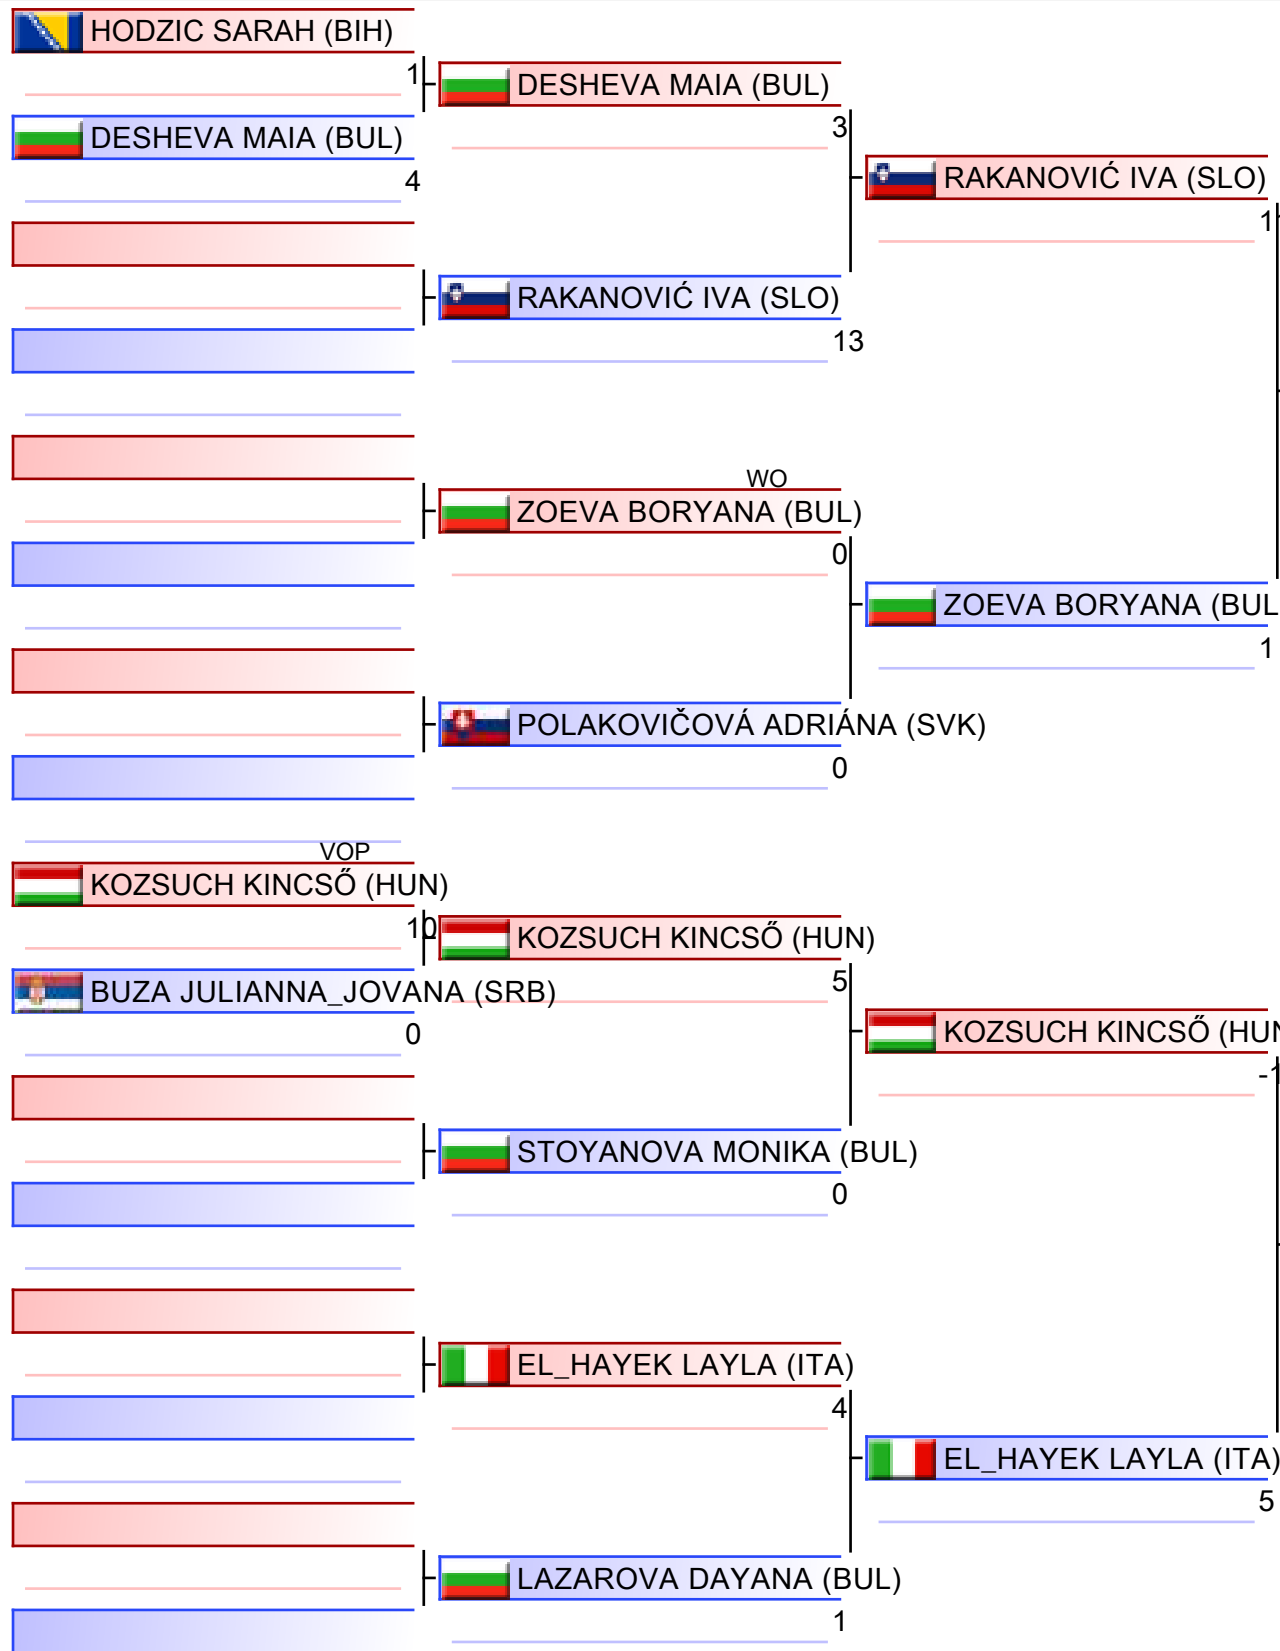 HODZIC SARAH (BIH)
1
DESHEVA MAIA (BUL)
4
DESHEVA MAIA (BUL)
3
RAKANOVIĆ IVA (SLO)
13
RAKANOVIĆ IVA (SLO)
1
WO
ZOEVA BORYANA (BUL)
0
POLAKOVIČOVÁ ADRIÁNA (SVK)
0
ZOEVA BORYANA (BUL
1
VOP
KOZSUCH KINCSŐ (HUN)
10
BUZA JULIANNA_JOVANA (SRB)
0
KOZSUCH KINCSŐ (HUN)
5
STOYANOVA MONIKA (BUL)
0
KOZSUCH KINCSŐ (HUN
-1
EL_HAYEK LAYLA (ITA)
4
LAZAROVA DAYANA (BUL)
1
EL_HAYEK LAYLA (ITA)
5